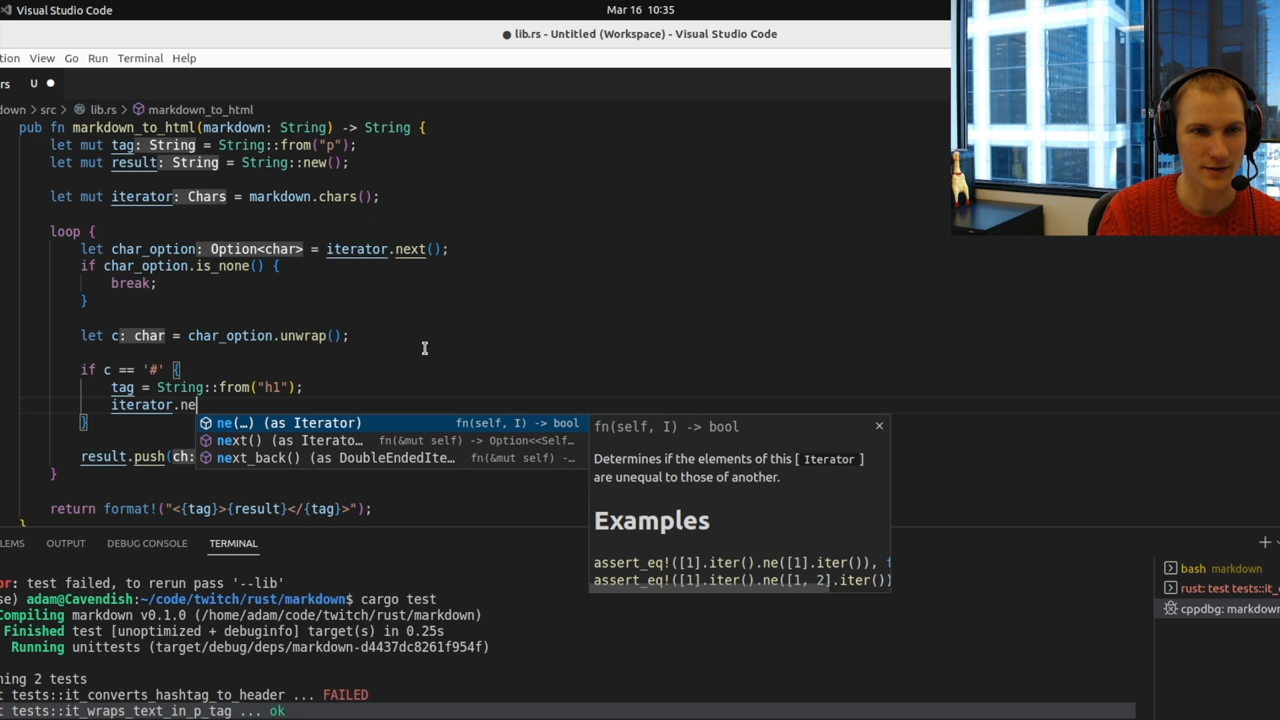 Visual Studio Code
Mar 16 10:35
● lib.rs - Untitled (Workspace) - Visual Studio Code
tion View Go Run Terminal Help
rs U ●
down > src > lib.rs > markdown_to_html
pub fn markdown_to_html(markdown: String) -> String {
let mut tag: String = String::from("p");
let mut result: String = String::new();
let mut iterator: Chars = markdown.chars();
loop {
let char_option: Option<char> = iterator.next();
if char_option.is_none() {
break;
}
let c: char = char_option.unwrap();
if c == '#' {
tag = String::from("h1");
iterator.ne
}
ne(…) (as Iterator) fn(self, I) -> bool
next() (as Iterato… fn(&mut self) -> Option<<Self…
next_back() (as DoubleEndedIte… fn(&mut self) -…
fn(self, I) -> bool
Determines if the elements of this [ Iterator ]
are unequal to those of another.
Examples
assert_eq!([1].iter().ne([1].iter()), f
assert_eq!([1].iter().ne([1, 2].iter())
result.push(ch:
}
return format!("<{tag}>{result}</{tag}>");
}
LEMS OUTPUT DEBUG CONSOLE TERMINAL
or: test failed, to rerun pass '--lib'
se) adam@Cavendish:~/code/twitch/rust/markdown$ cargo test
Compiling markdown v0.1.0 (/home/adam/code/twitch/rust/markdown)
Finished test [unoptimized + debuginfo] target(s) in 0.25s
Running unittests (target/debug/deps/markdown-d4437dc8261f954f)
ning 2 tests
t tests::it_converts_hashtag_to_header ... FAILED
t tests::it_wraps_text_in_p_tag ... ok
bash markdown
rust: test tests::it_c
cppdbg: markdown